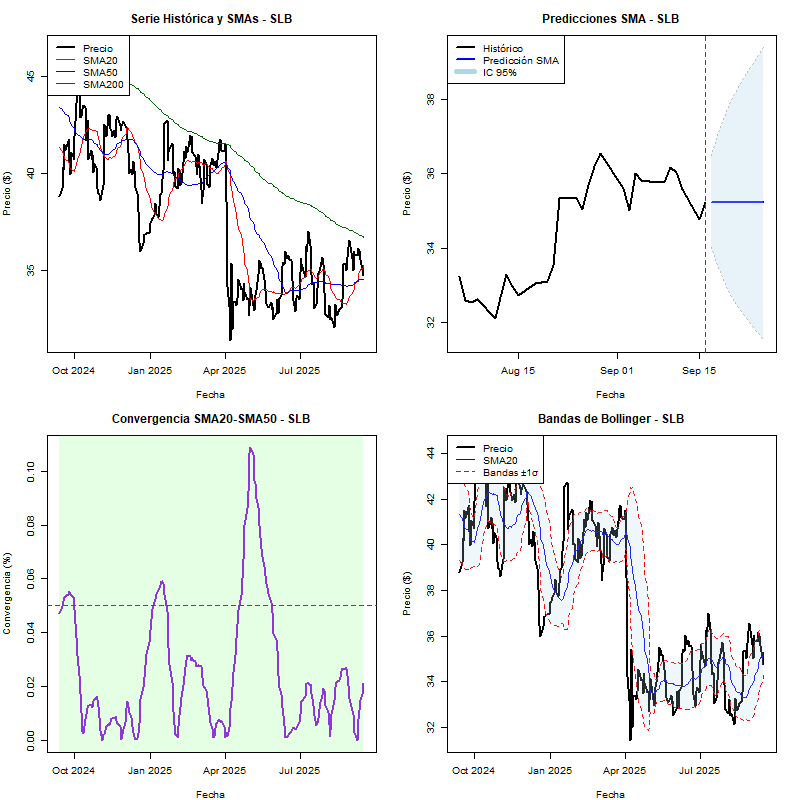 Serie Histórica y SMAs - SLB
Precio
SMA20
SMA50
SMA200
Precio ($)
45
40
35
Oct 2024
Jan 2025
Apr 2025
Jul 2025
Fecha
Predicciones SMA - SLB
Histórico
Predicción SMA
IC 95%
Precio ($)
38
36
35
34
32
Aug 15
Sep 01
Sep 15
Fecha
Convergencia SMA20-SMA50 - SLB
Convergencia (%)
0.10
0.08
0.06
0.04
0.02
0.00
Oct 2024
Jan 2025
Apr 2025
Jul 2025
Fecha
Bandas de Bollinger - SLB
Precio
SMA20
Bandas ±1σ
Precio ($)
44
42
40
38
36
34
32
Oct 2024
Jan 2025
Apr 2025
Jul 2025
Fecha